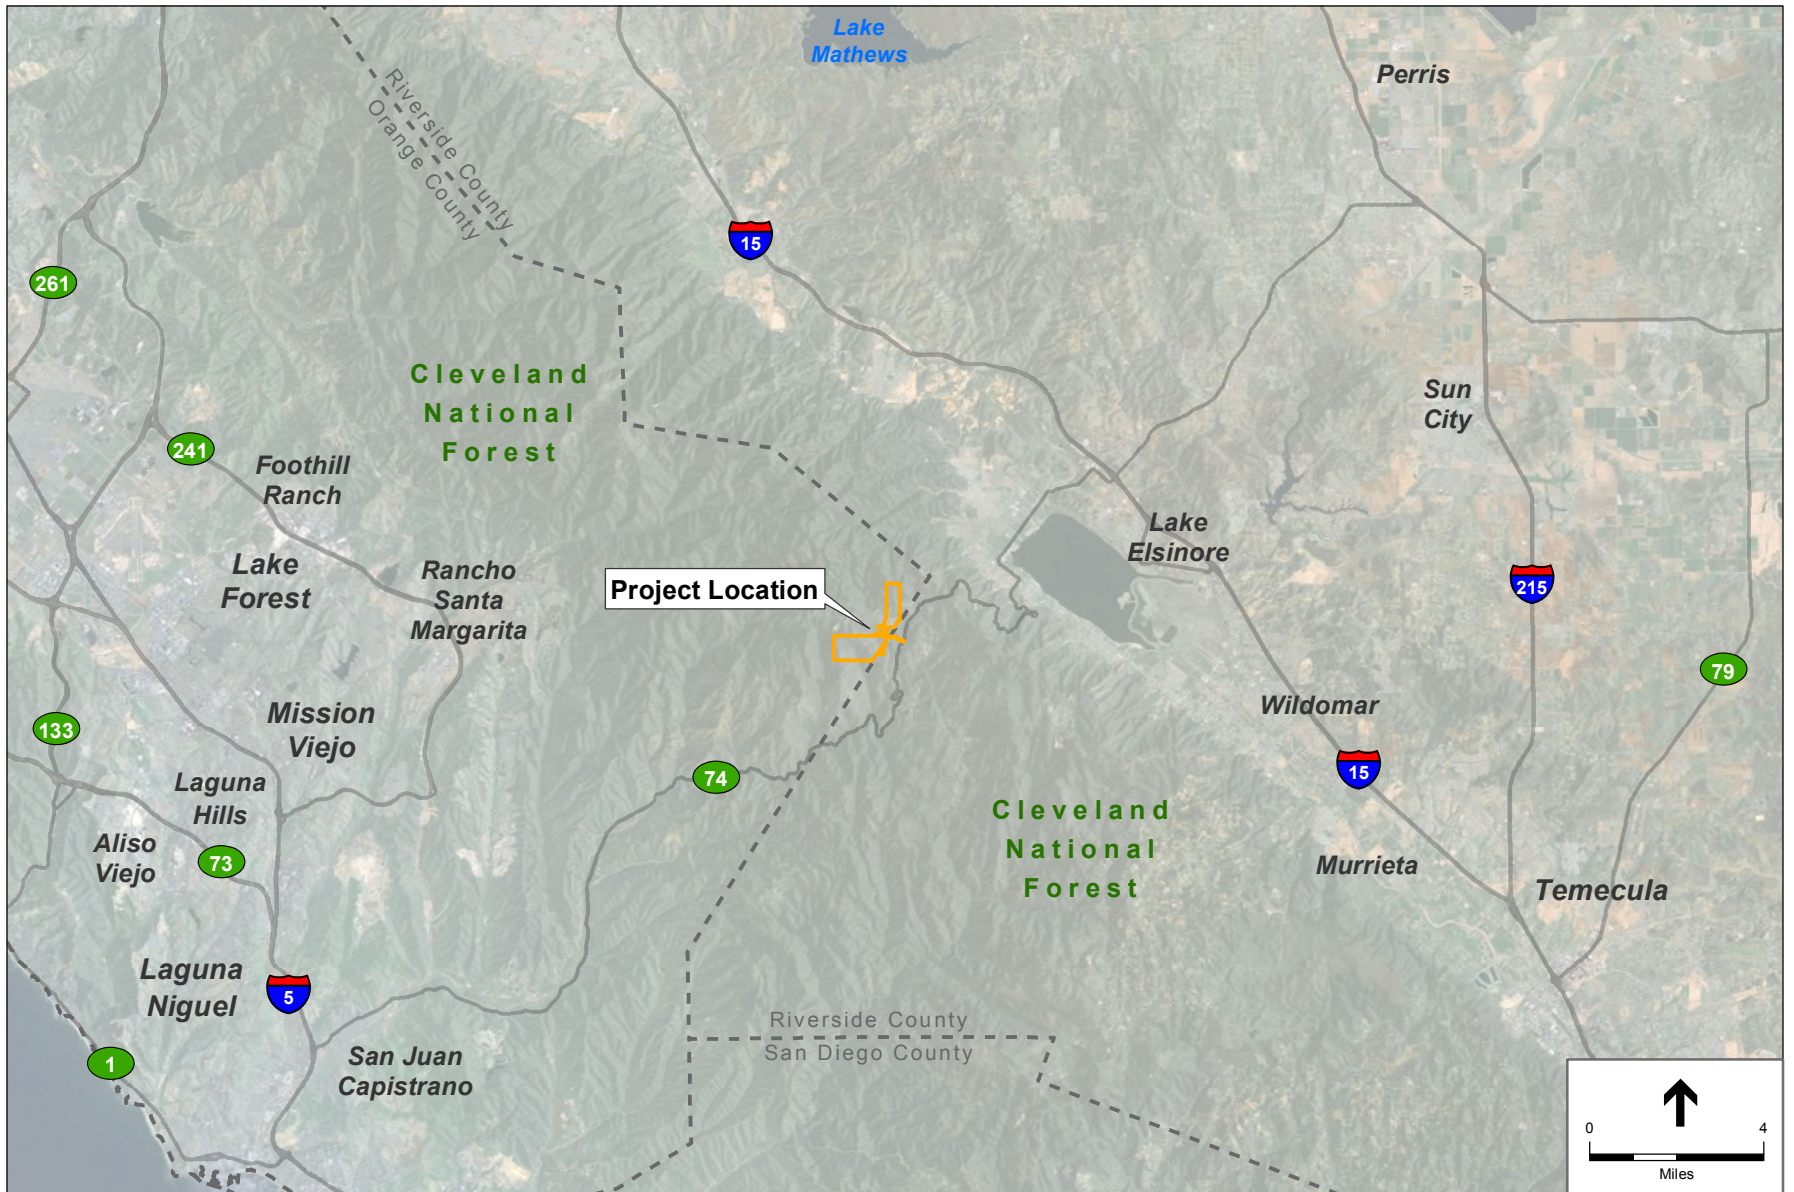 Lake
Mathews
Perris
Riverside County
Orange County
15
261
Cleveland
National
Forest
Sun
City
241
Foothill
Ranch
Lake
Elsinore
Lake
Forest
Rancho
Santa
Margarita
Project Location
215
79
Mission
Viejo
133
Wildomar
15
74
Laguna
Hills
Cleveland
National
Forest
Aliso
Viejo
73
Murrieta
Temecula
Laguna
Niguel
5
Riverside County
San Diego County
1
San Juan
Capistrano
0 4
Miles